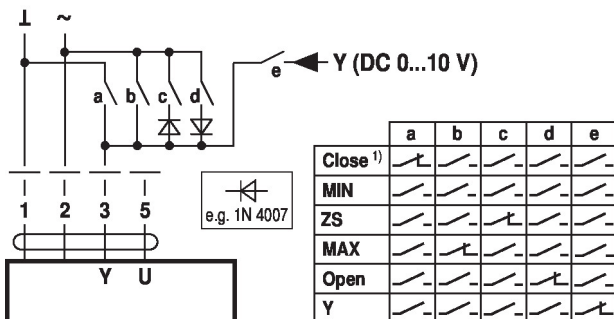 ⊥ ~
e Y (DC 0...10 V)
a b c d
1 2 3 5
e.g. 1N 4007
Y U
a b c d e
Close 1)
MIN
ZS
MAX
Open
Y